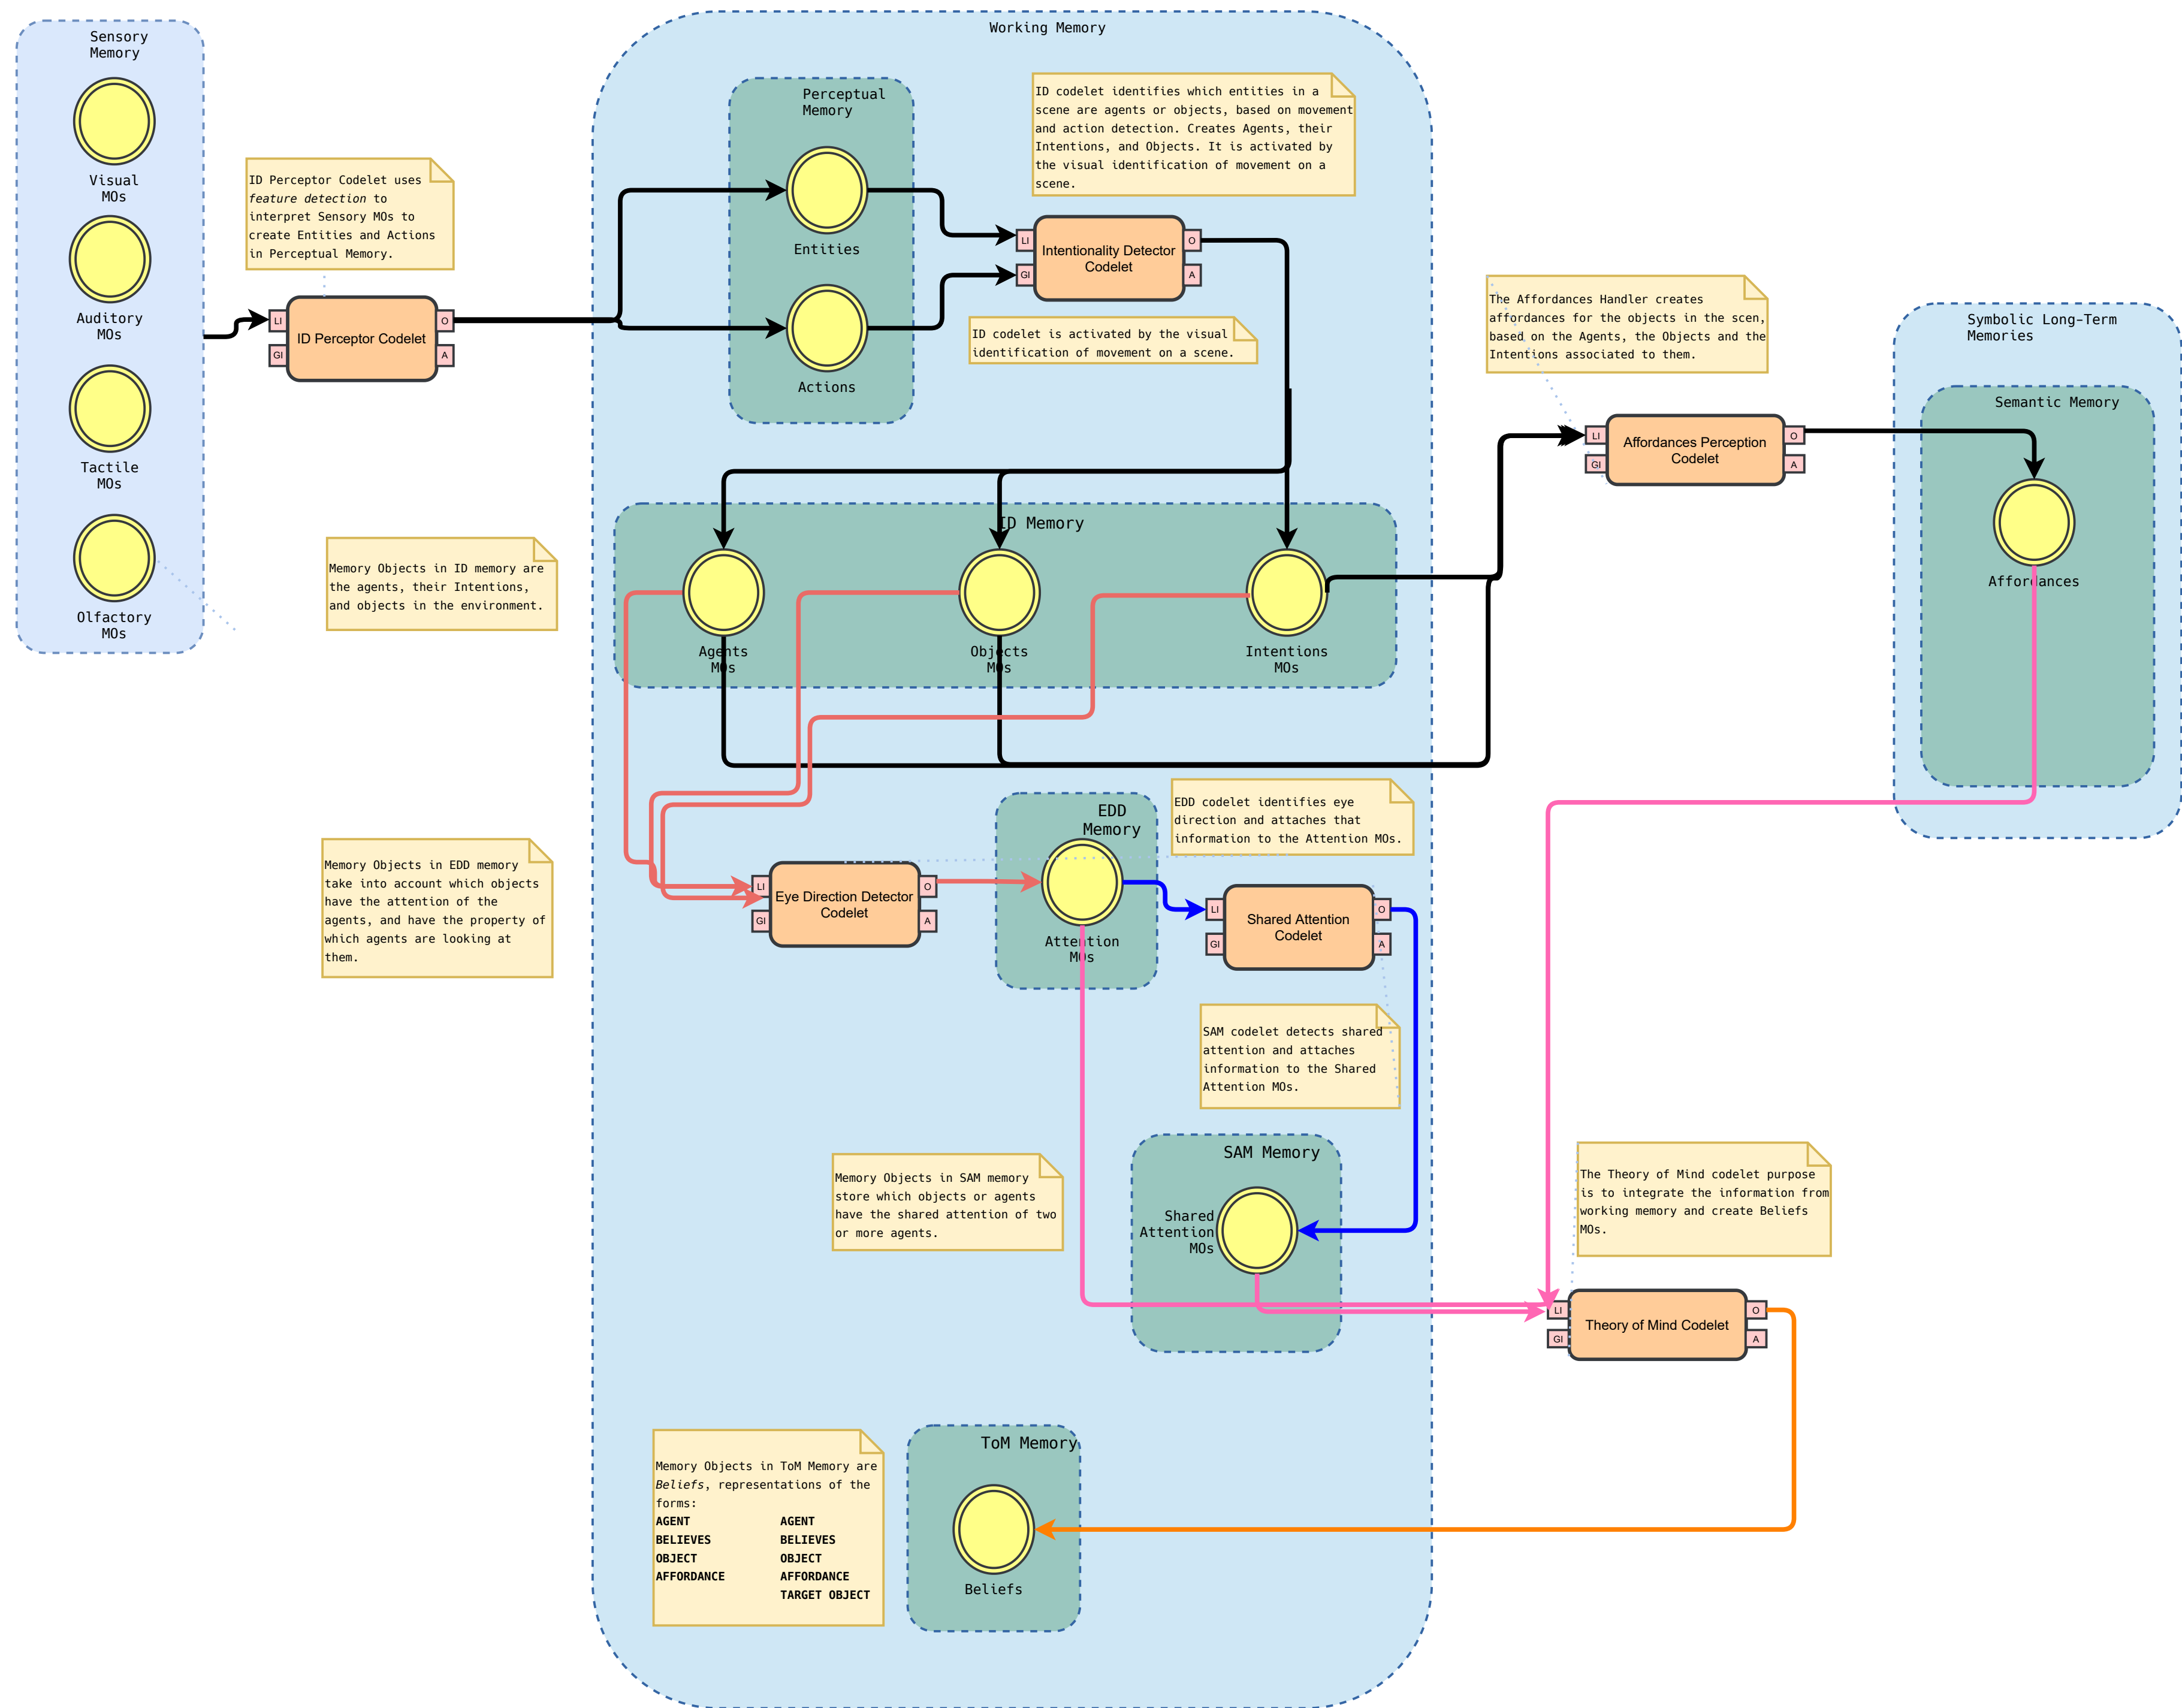 Working Memory
Sensory
Memory
Visual
MOs
Auditory
MOs
Tactile
MOs
Olfactory
MOs
ID Perceptor Codelet uses
feature detection to
interpret Sensory MOs to
create Entities and Actions
in Perceptual Memory.
LI
GI
ID Perceptor Codelet
O
A
Perceptual
Memory
Entities
Actions
ID codelet identifies which entities in a
scene are agents or objects, based on movement
and action detection. Creates Agents, their
Intentions, and Objects. It is activated by
the visual identification of movement on a
scene.
LI
GI
Intentionality Detector
Codelet
O
A
ID codelet is activated by the visual
identification of movement on a scene.
The Affordances Handler creates
affordances for the objects in the scen,
based on the Agents, the Objects and the
Intentions associated to them.
LI
GI
Affordances Perception
Codelet
O
A
Symbolic Long-Term
Memories
Semantic Memory
Affordances
Memory Objects in ID memory are
the agents, their Intentions,
and objects in the environment.
ID Memory
Agents
MOs
Objects
MOs
Intentions
MOs
Memory Objects in EDD memory
take into account which objects
have the attention of the
agents, and have the property of
which agents are looking at
them.
LI
GI
Eye Direction Detector
Codelet
O
A
EDD
Memory
Attention
MOs
EDD codelet identifies eye
direction and attaches that
information to the Attention MOs.
LI
GI
Shared Attention
Codelet
O
A
SAM codelet detects shared
attention and attaches
information to the Shared
Attention MOs.
Memory Objects in SAM memory
store which objects or agents
have the shared attention of two
or more agents.
SAM Memory
Shared
Attention
MOs
The Theory of Mind codelet purpose
is to integrate the information from
working memory and create Beliefs
MOs.
LI
GI
Theory of Mind Codelet
O
A
Memory Objects in ToM Memory are
Beliefs, representations of the
forms:
AGENT AGENT
BELIEVES BELIEVES
OBJECT OBJECT
AFFORDANCE AFFORDANCE
TARGET OBJECT
ToM Memory
Beliefs